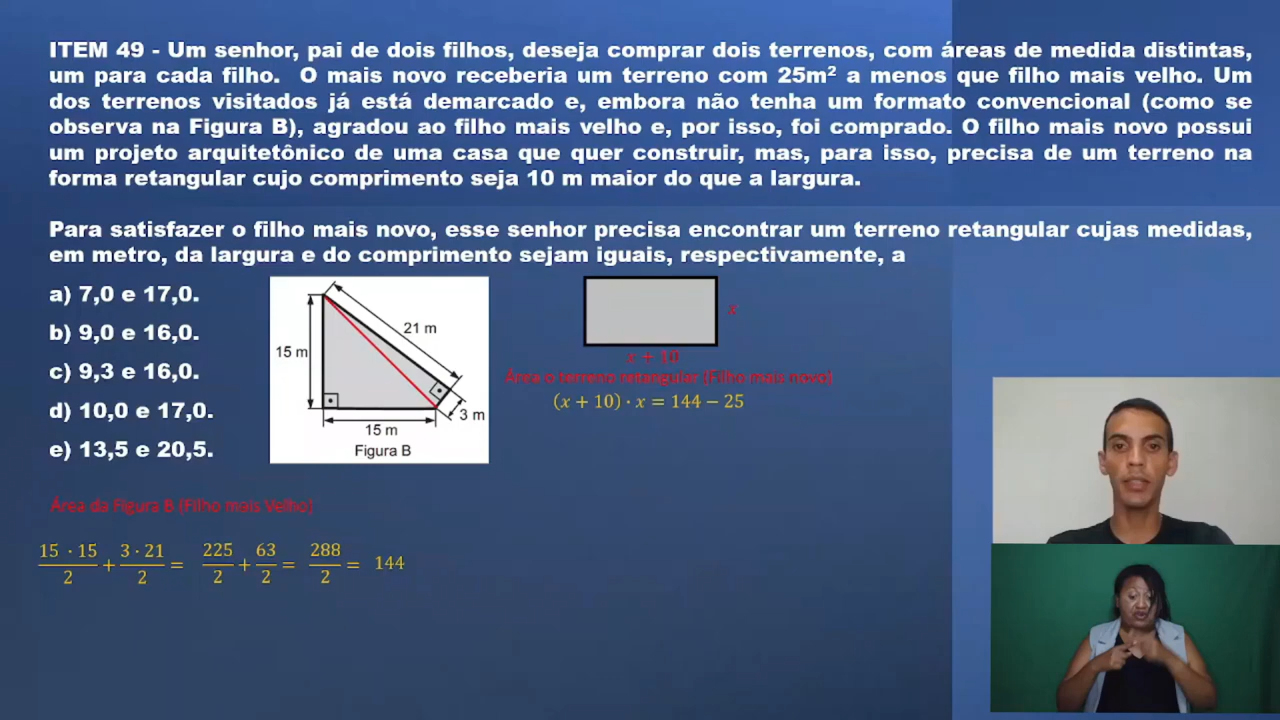 ITEM 49 - Um senhor, pai de dois filhos, deseja comprar dois terrenos, com áreas de medida distintas,
um para cada filho. O mais novo receberia um terreno com 25m² a menos que filho mais velho. Um
dos terrenos visitados já está demarcado e, embora não tenha um formato convencional (como se
observa na Figura B), agradou ao filho mais velho e, por isso, foi comprado. O filho mais novo possui
um projeto arquitetônico de uma casa que quer construir, mas, para isso, precisa de um terreno na
forma retangular cujo comprimento seja 10 m maior do que a largura.
Para satisfazer o filho mais novo, esse senhor precisa encontrar um terreno retangular cujas medidas,
em metro, da largura e do comprimento sejam iguais, respectivamente, a
a) 7,0 e 17,0.
b) 9,0 e 16,0.
c) 9,3 e 16,0.
d) 10,0 e 17,0.
e) 13,5 e 20,5.
21 m
15 m
3 m
15 m
Figura B
x
x + 10
Área o terreno retangular (Filho mais novo)
(x + 10) · x = 144 − 25
Área da Figura B (Filho mais Velho)
15 · 15/2 + 3 · 21/2 = 225/2 + 63/2 = 288/2 = 144